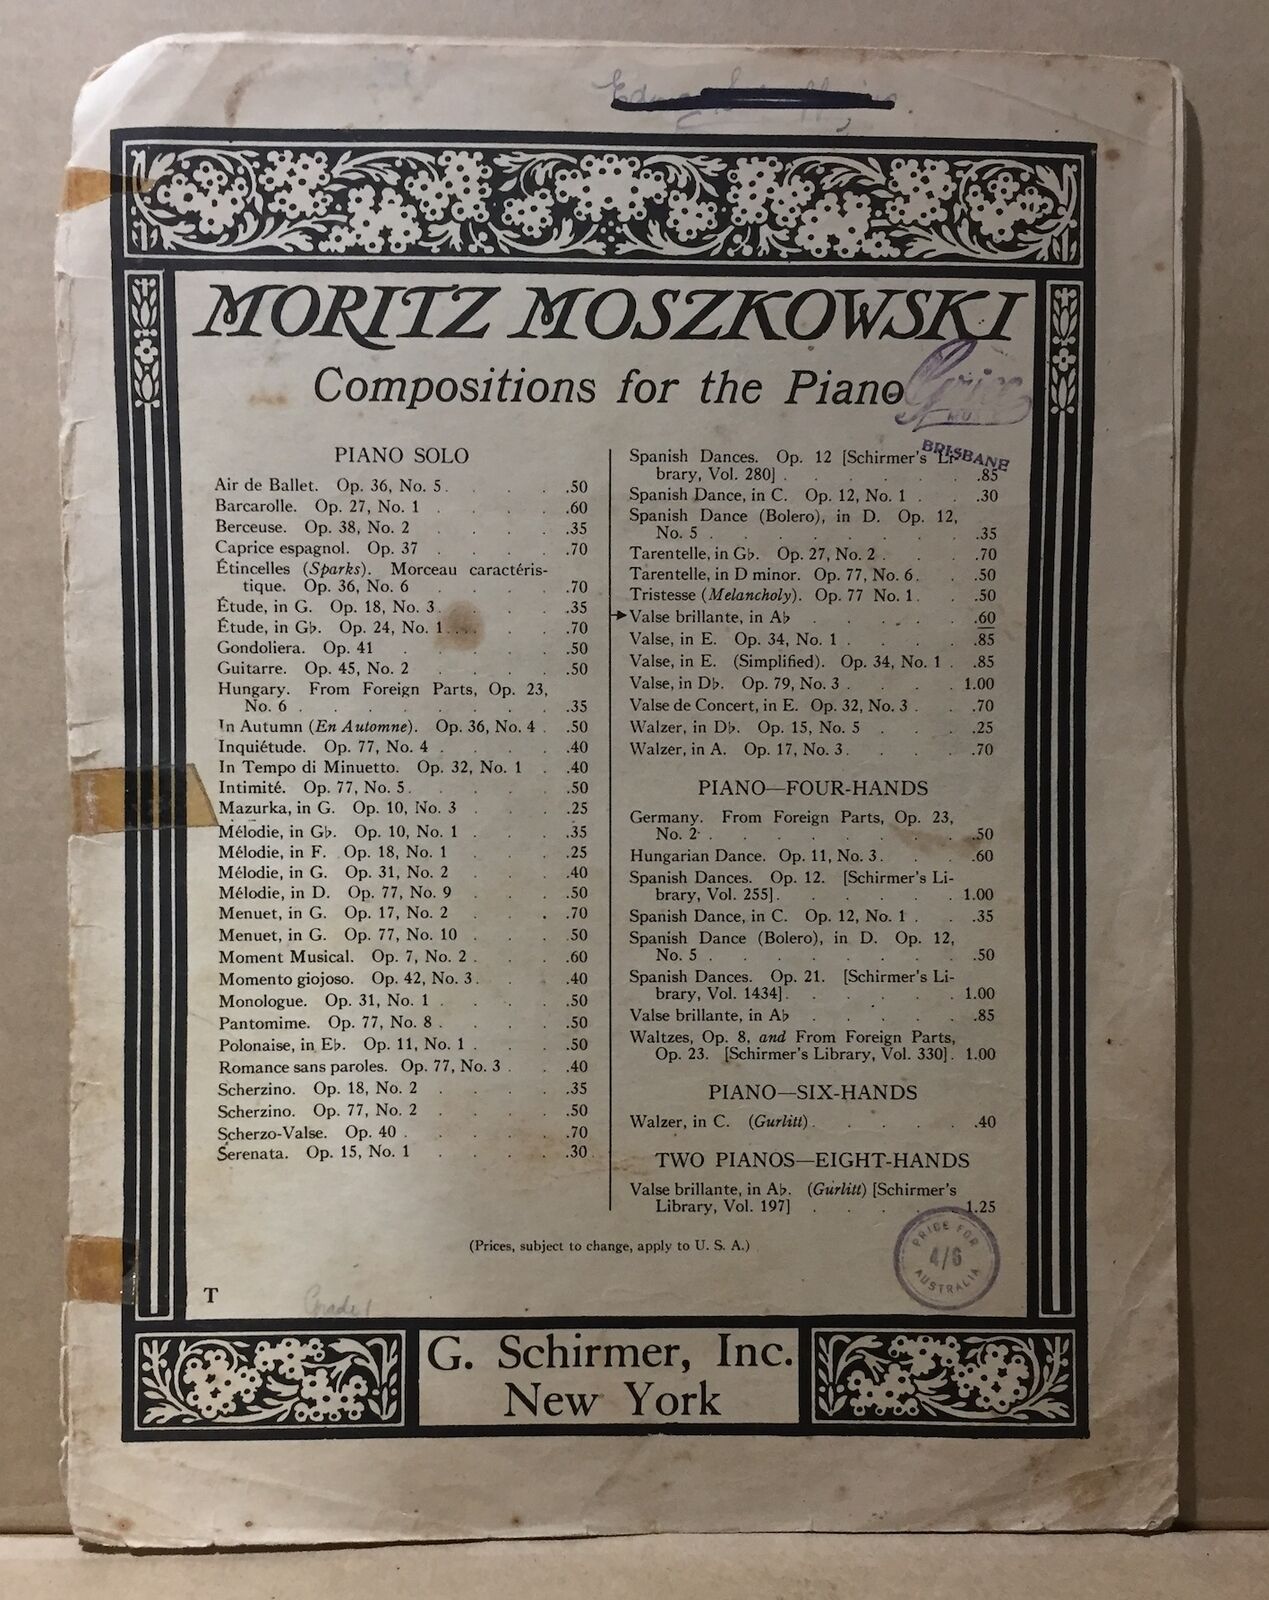 MORITZ MOSZKOWSKI
Compositions for the Piano
BRISBANE
PIANO SOLO
Air de Ballet. Op. 36, No. 5 . . . . .50
Barcarolle. Op. 27, No. 1 . . . . .60
Berceuse. Op. 38, No. 2 . . . . .35
Caprice espagnol. Op. 37 . . . . .70
Étincelles (Sparks). Morceau caractéris-
tique. Op. 36, No. 6 . . . . .70
Étude, in G. Op. 18, No. 3 . . . . .35
Étude, in G♭. Op. 24, No. 1 . . . . .70
Gondoliera. Op. 41 . . . . .50
Guitarre. Op. 45, No. 2 . . . . .50
Hungary. From Foreign Parts, Op. 23,
No. 6 . . . . . . . . .35
In Autumn (En Automne). Op. 36, No. 4 . .50
Inquiétude. Op. 77, No. 4 . . . . .40
In Tempo di Minuetto. Op. 32, No. 1 . .40
Intimité. Op. 77, No. 5 . . . . .50
Mazurka, in G. Op. 10, No. 3 . . . .25
Mélodie, in G♭. Op. 10, No. 1 . . . .35
Mélodie, in F. Op. 18, No. 1 . . . .25
Mélodie, in G. Op. 31, No. 2 . . . .40
Mélodie, in D. Op. 77, No. 9 . . . .50
Menuet, in G. Op. 17, No. 2 . . . .70
Menuet, in G. Op. 77, No. 10 . . . .50
Moment Musical. Op. 7, No. 2 . . . .60
Momento giojoso. Op. 42, No. 3 . . . .40
Monologue. Op. 31, No. 1 . . . . .50
Pantomime. Op. 77, No. 8 . . . . .50
Polonaise, in E♭. Op. 11, No. 1 . . . .50
Romance sans paroles. Op. 77, No. 3 . . .40
Scherzino. Op. 18, No. 2 . . . . .35
Scherzino. Op. 77, No. 2 . . . . .50
Scherzo-Valse. Op. 40 . . . . .70
Serenata. Op. 15, No. 1 . . . . .30
Spanish Dances. Op. 12 [Schirmer's Li-
brary, Vol. 280] . . . . . . .85
Spanish Dance, in C. Op. 12, No. 1 . . .30
Spanish Dance (Bolero), in D. Op. 12,
No. 5 . . . . . . . . .35
Tarentelle, in G♭. Op. 27, No. 2 . . . .70
Tarentelle, in D minor. Op. 77, No. 6 . . .50
Tristesse (Melancholy). Op. 77 No. 1 . . .50
Valse brillante, in A♭ . . . . . .60
Valse, in E. Op. 34, No. 1 . . . . .85
Valse, in E. (Simplified). Op. 34, No. 1 . .85
Valse, in D♭. Op. 79, No. 3 . . . . 1.00
Valse de Concert, in E. Op. 32, No. 3 . . .70
Walzer, in D♭. Op. 15, No. 5 . . . .25
Walzer, in A. Op. 17, No. 3 . . . . .70
PIANO—FOUR-HANDS
Germany. From Foreign Parts, Op. 23,
No. 2 . . . . . . . . .50
Hungarian Dance. Op. 11, No. 3 . . . .60
Spanish Dances. Op. 12. [Schirmer's Li-
brary, Vol. 255] . . . . . . 1.00
Spanish Dance, in C. Op. 12, No. 1 . . .35
Spanish Dance (Bolero), in D. Op. 12,
No. 5 . . . . . . . . .50
Spanish Dances. Op. 21. [Schirmer's Li-
brary, Vol. 1434] . . . . . . 1.00
Valse brillante, in A♭ . . . . . .85
Waltzes, Op. 8, and From Foreign Parts,
Op. 23. [Schirmer's Library, Vol. 330] . 1.00
PIANO—SIX-HANDS
Walzer, in C. (Gurlitt) . . . . . .40
TWO PIANOS—EIGHT-HANDS
Valse brillante, in A♭. (Gurlitt) [Schirmer's
Library, Vol. 197] . . . . . 1.25
(Prices, subject to change, apply to U. S. A.)
PRICE FOR
4/6
AUSTRALIA
T
G. Schirmer, Inc.
New York